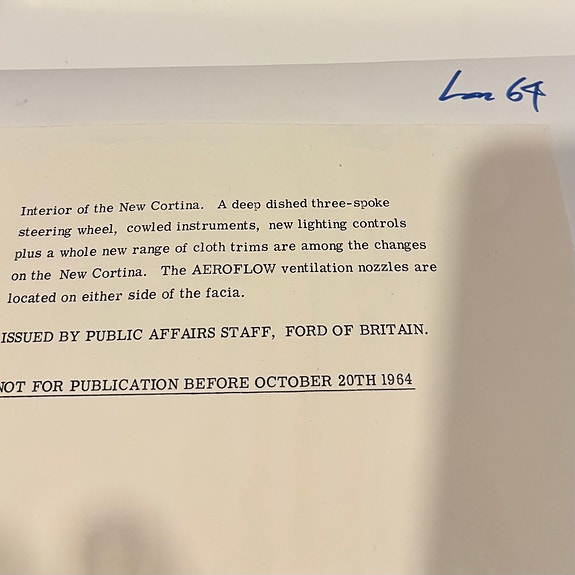 64
Interior of the New Cortina. A deep dished three-spoke
steering wheel, cowled instruments, new lighting controls
plus a whole new range of cloth trims are among the changes
on the New Cortina. The AEROFLOW ventilation nozzles are
located on either side of the facia.
ISSUED BY PUBLIC AFFAIRS STAFF, FORD OF BRITAIN.
NOT FOR PUBLICATION BEFORE OCTOBER 20TH 1964